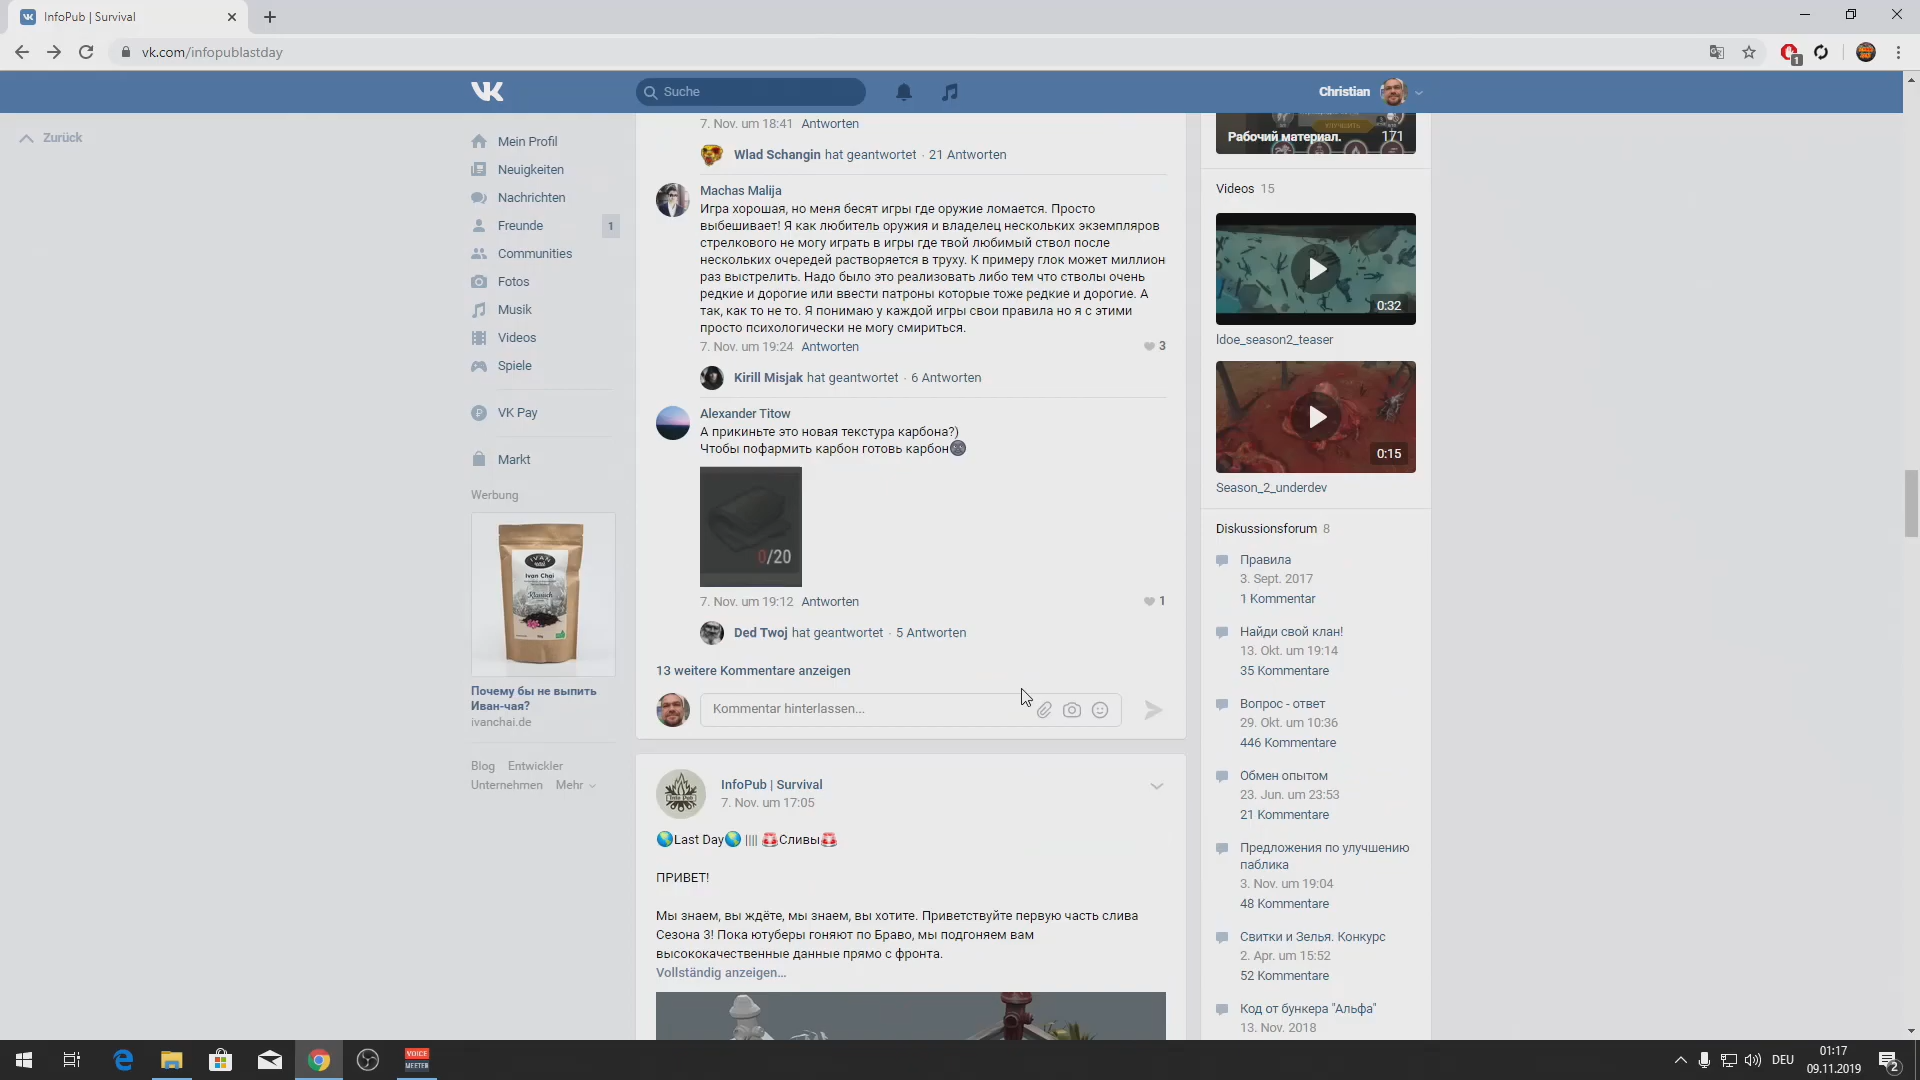 InfoPub | Survival
vk.com/infopublastday
1
Suche
Christian
Zurück
Mein Profil
Neuigkeiten
Nachrichten
Freunde
1
Communities
Fotos
Musik
Videos
Spiele
VK Pay
Markt
Werbung
IVAN
Ivan Chai
Klassisch
Почему бы не выпить
Иван-чая?
ivanchai.de
Blog Entwickler
Unternehmen Mehr
7. Nov. um 18:41 Antworten
Wlad Schangin hat geantwortet · 21 Antworten
Machas Malija
Игра хорошая, но меня бесят игры где оружие ломается. Просто
выбешивает! Я как любитель оружия и владелец нескольких экземпляров
стрелкового не могу играть в игры где твой любимый ствол после
нескольких очередей растворяется в труху. К примеру глок может миллион
раз выстрелить. Надо было это реализовать либо тем что стволы очень
редкие и дорогие или ввести патроны которые тоже редкие и дорогие. А
так, как то не то. Я понимаю у каждой игры свои правила но я с этими
просто психологически не могу смириться.
7. Nov. um 19:24 Antworten
3
Kirill Misjak hat geantwortet · 6 Antworten
Alexander Titow
А прикиньте это новая текстура карбона?)
Чтобы пофармить карбон готовь карбон
0/20
7. Nov. um 19:12 Antworten
1
Ded Twoj hat geantwortet · 5 Antworten
13 weitere Kommentare anzeigen
Kommentar hinterlassen...
InfoPub | Survival
7. Nov. um 17:05
Last Day |||| Сливы
ПРИВЕТ!
Мы знаем, вы ждёте, мы знаем, вы хотите. Приветствуйте первую часть слива
Сезона 3! Пока ютуберы гоняют по Браво, мы подгоняем вам
высококачественные данные прямо с фронта.
Vollständig anzeigen...
Рабочий материал. 171
Videos 15
0:32
ldoe_season2_teaser
0:15
Season_2_underdev
Diskussionsforum 8
Правила
3. Sept. 2017
1 Kommentar
Найди свой клан!
13. Okt. um 19:14
35 Kommentare
Вопрос - ответ
29. Okt. um 10:36
446 Kommentare
Обмен опытом
23. Jun. um 23:53
21 Kommentare
Предложения по улучшению
паблика
3. Nov. um 19:04
48 Kommentare
Свитки и Зелья. Конкурс
2. Apr. um 15:52
52 Kommentare
Код от бункера "Альфа"
13. Nov. 2018
VOICE
MEETER
DEU
01:17
09.11.2019
2